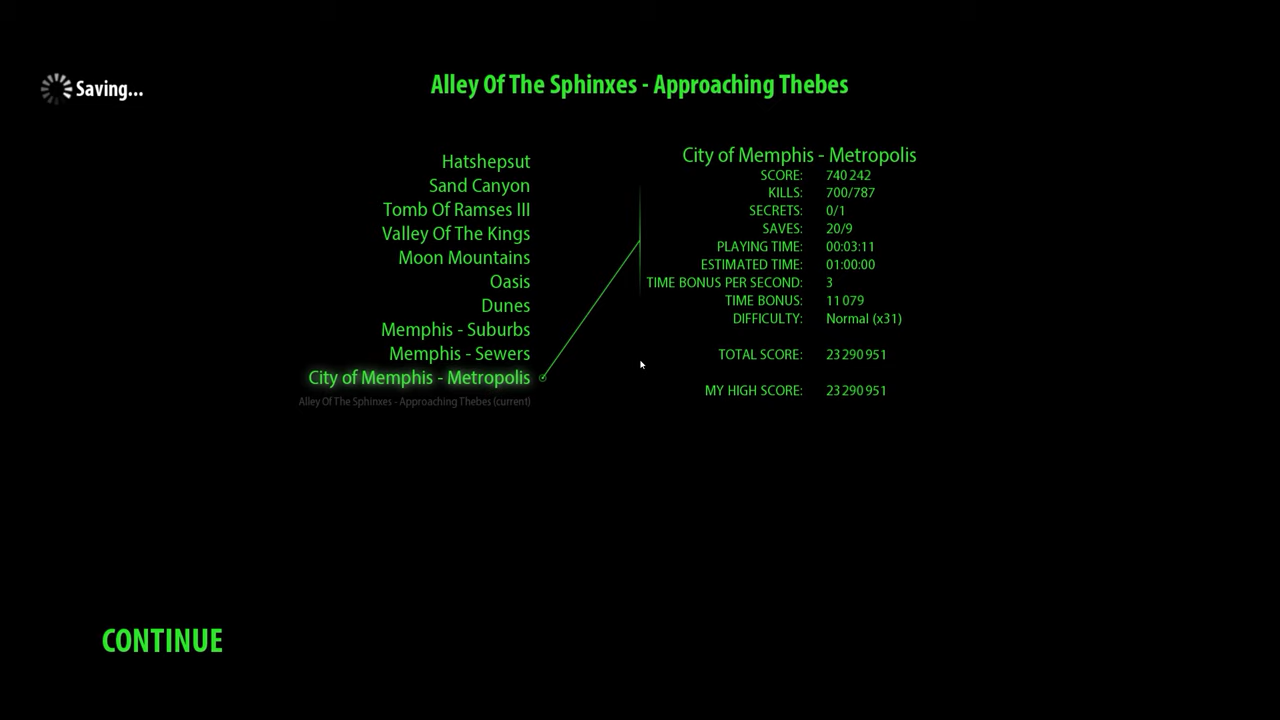 Saving...
Alley Of The Sphinxes - Approaching Thebes
Hatshepsut
Sand Canyon
Tomb Of Ramses III
Valley Of The Kings
Moon Mountains
Oasis
Dunes
Memphis - Suburbs
Memphis - Sewers
City of Memphis - Metropolis
Alley Of The Sphinxes - Approaching Thebes (current)
City of Memphis - Metropolis
SCORE: 740 242
KILLS: 700/787
SECRETS: 0/1
SAVES: 20/9
PLAYING TIME: 00:03:11
ESTIMATED TIME: 01:00:00
TIME BONUS PER SECOND: 3
TIME BONUS: 11 079
DIFFICULTY: Normal (x31)
TOTAL SCORE: 23 290 951
MY HIGH SCORE: 23 290 951
CONTINUE